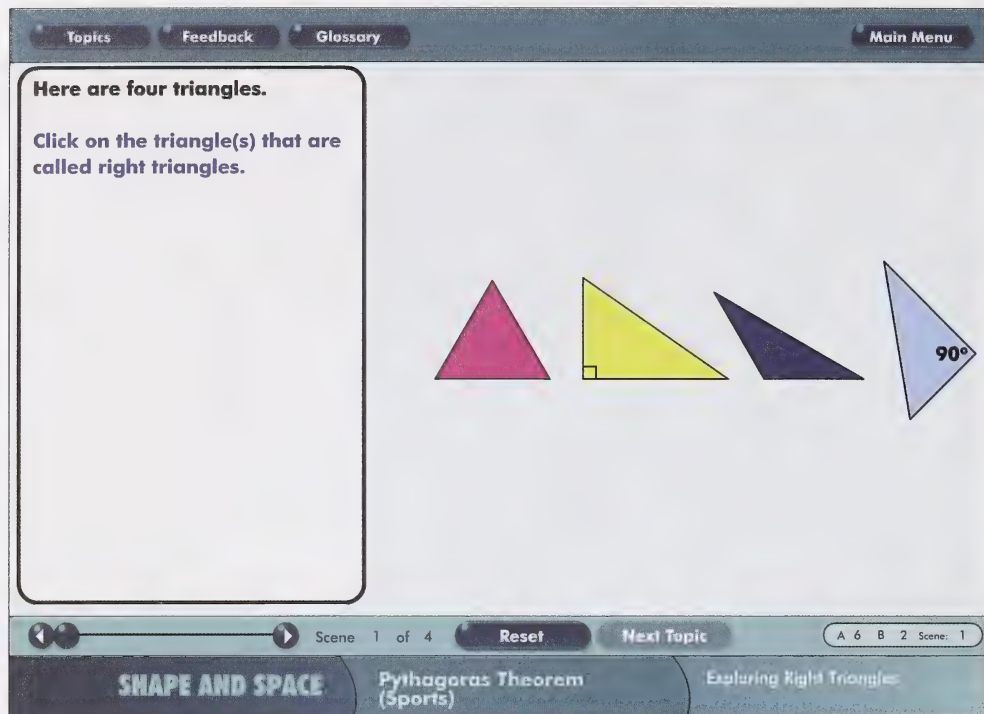 Topics Feedback Glossary Main Menu
Here are four triangles.
Click on the triangle(s) that are
called right triangles.
90°
Scene 1 of 4 Reset Next Topic A 6 B 2 Scene: 1
SHAPE AND SPACE
Pythagoras Theorem
(Sports)
Exploring Right Triangles